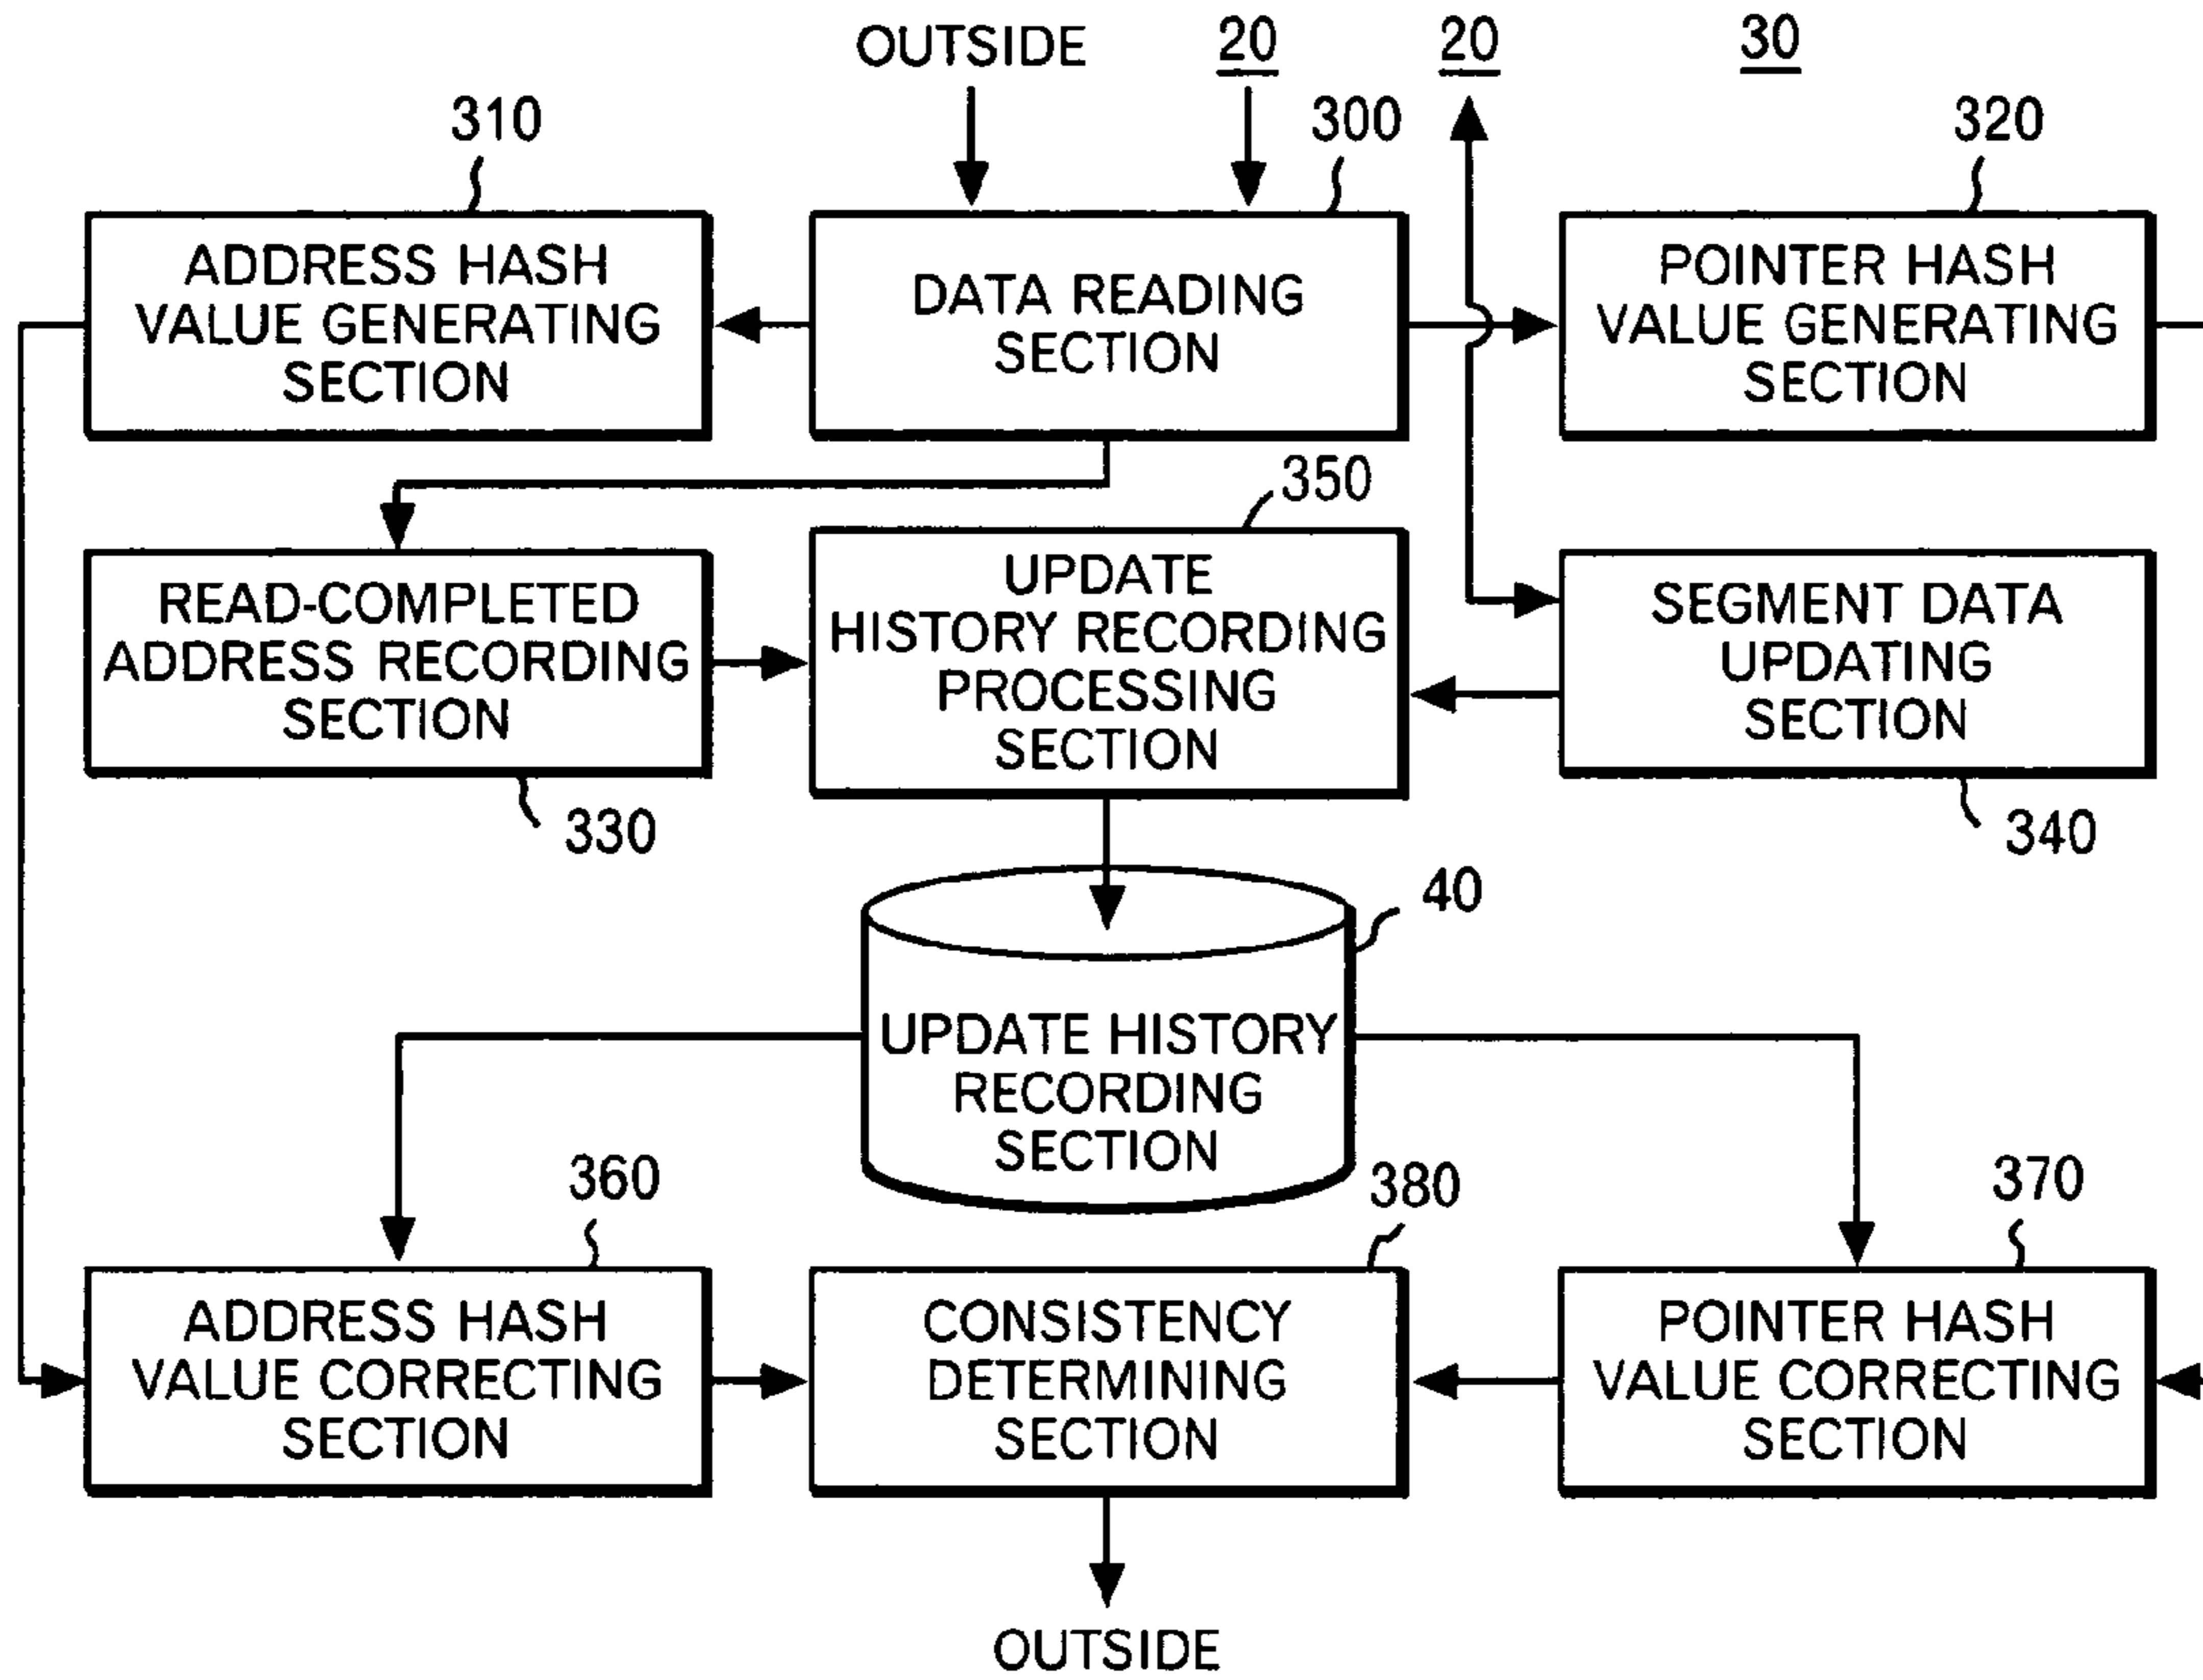 OUTSIDE
20
20
30
310
300
320
ADDRESS HASH
VALUE GENERATING
SECTION
DATA READING
SECTION
POINTER HASH
VALUE GENERATING
SECTION
350
READ-COMPLETED
ADDRESS RECORDING
SECTION
UPDATE
HISTORY RECORDING
PROCESSING
SECTION
SEGMENT DATA
UPDATING
SECTION
330
340
40
UPDATE HISTORY
RECORDING
SECTION
360
380
370
ADDRESS HASH
VALUE CORRECTING
SECTION
CONSISTENCY
DETERMINING
SECTION
POINTER HASH
VALUE CORRECTING
SECTION
OUTSIDE